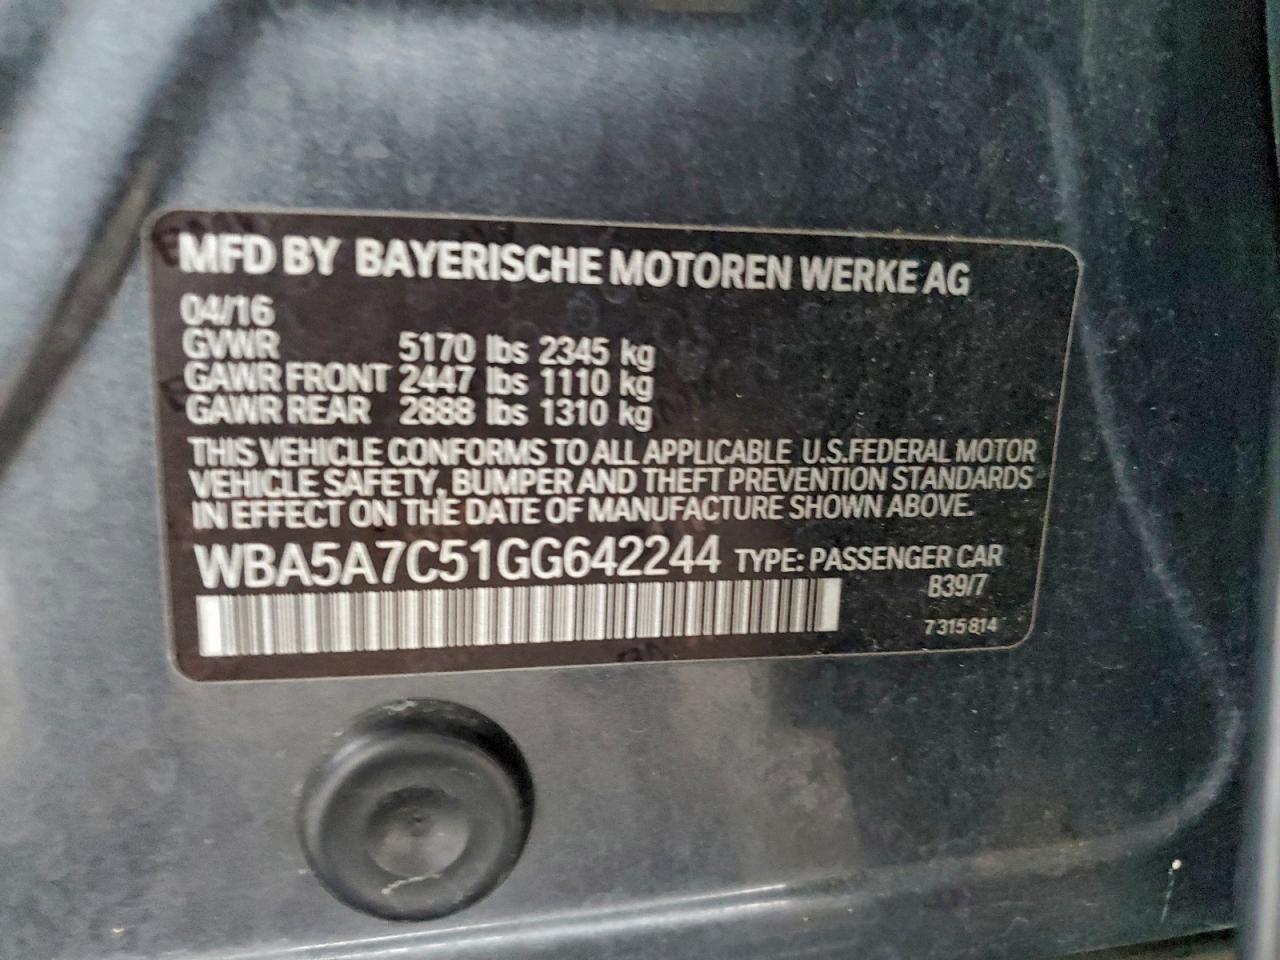 MFD BY BAYERISCHE MOTOREN WERKE AG
04/16
GVWR 5170 lbs 2345 kg
GAWR FRONT 2447 lbs 1110 kg
GAWR REAR 2888 lbs 1310 kg
THIS VEHICLE CONFORMS TO ALL APPLICABLE U.S.FEDERAL MOTOR
VEHICLE SAFETY, BUMPER AND THEFT PREVENTION STANDARDS
IN EFFECT ON THE DATE OF MANUFACTURE SHOWN ABOVE.
WBA5A7C51GG642244 TYPE: PASSENGER CAR
B39/7
7 315 814